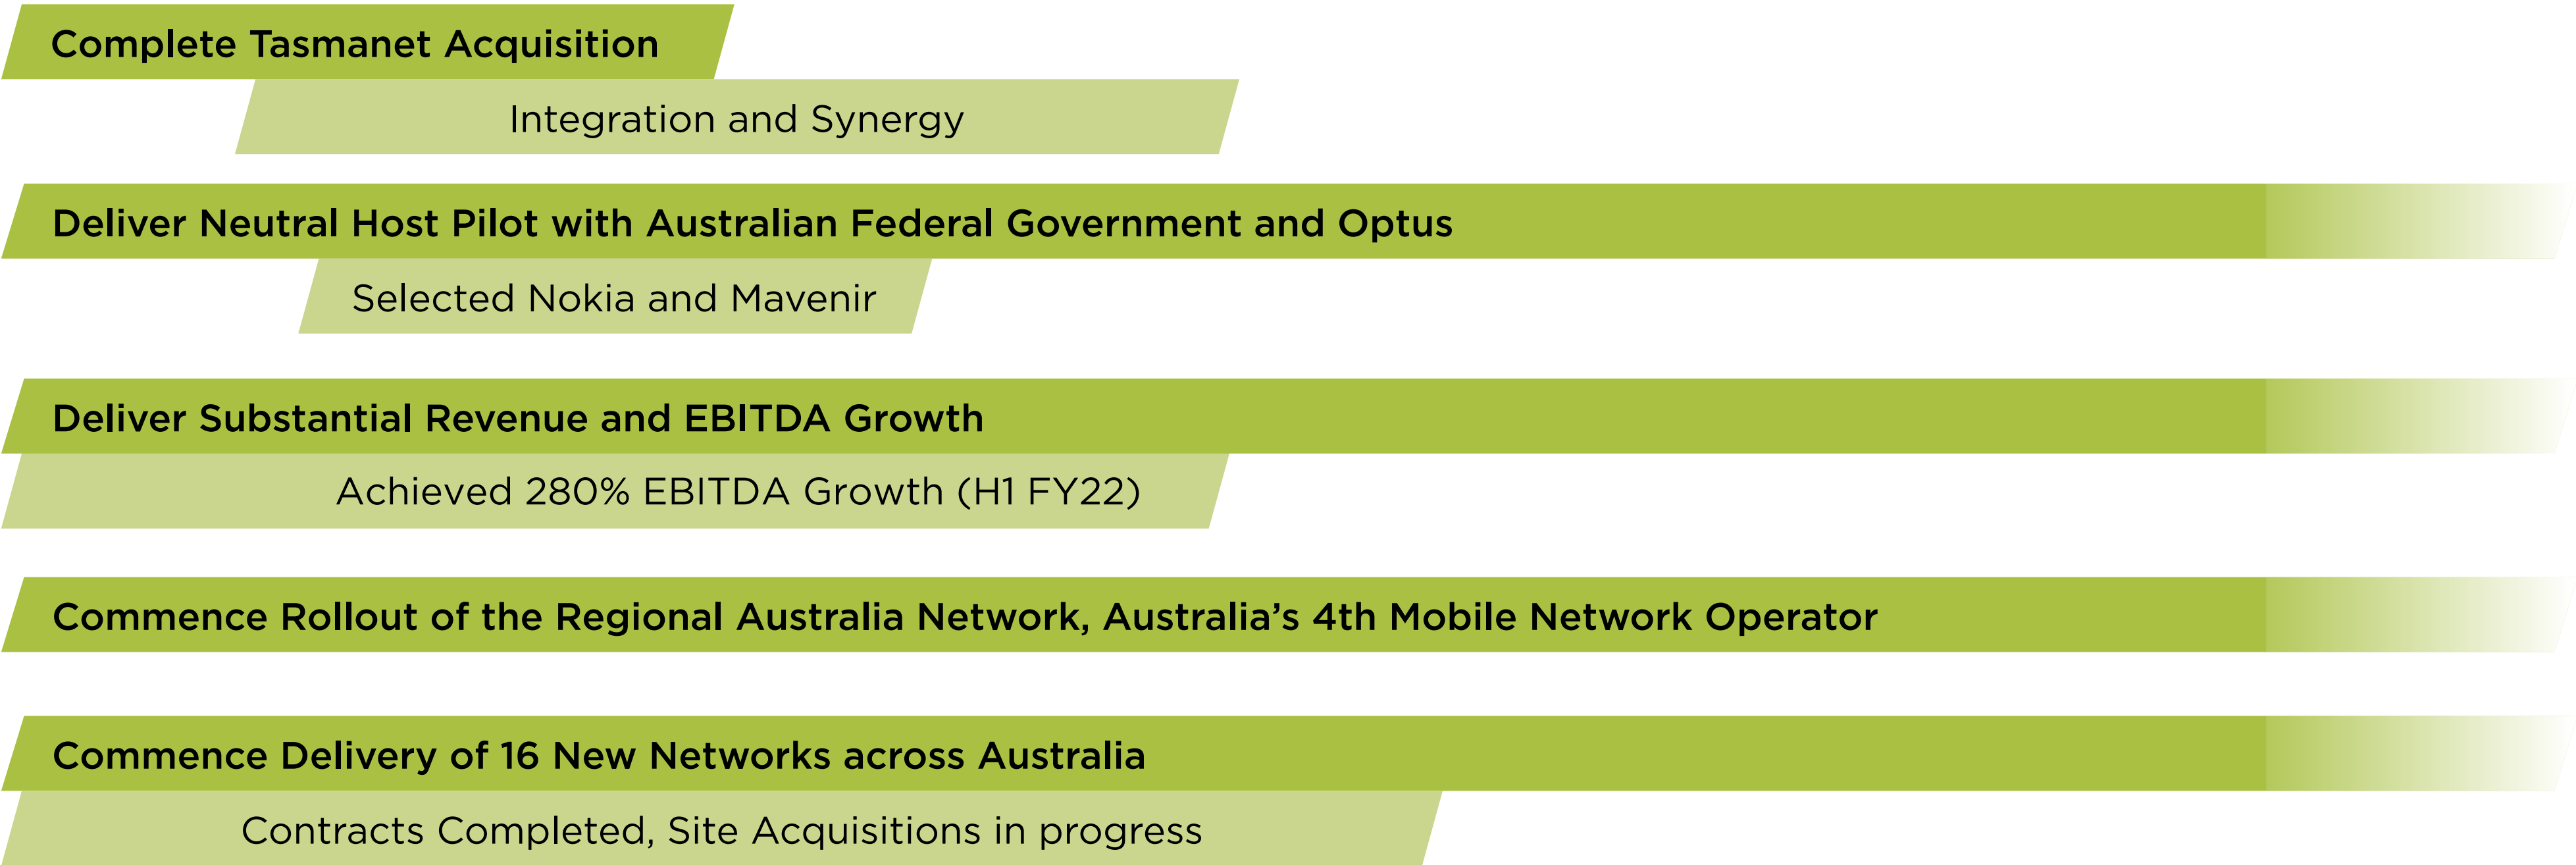 Complete Tasmanet Acquisition
Integration and Synergy
Deliver Neutral Host Pilot with Australian Federal Government and Optus
Selected Nokia and Mavenir
Deliver Substantial Revenue and EBITDA Growth
Achieved 280% EBITDA Growth (H1 FY22)
Commence Rollout of the Regional Australia Network, Australia’s 4th Mobile Network Operator
Commence Delivery of 16 New Networks across Australia
Contracts Completed, Site Acquisitions in progress